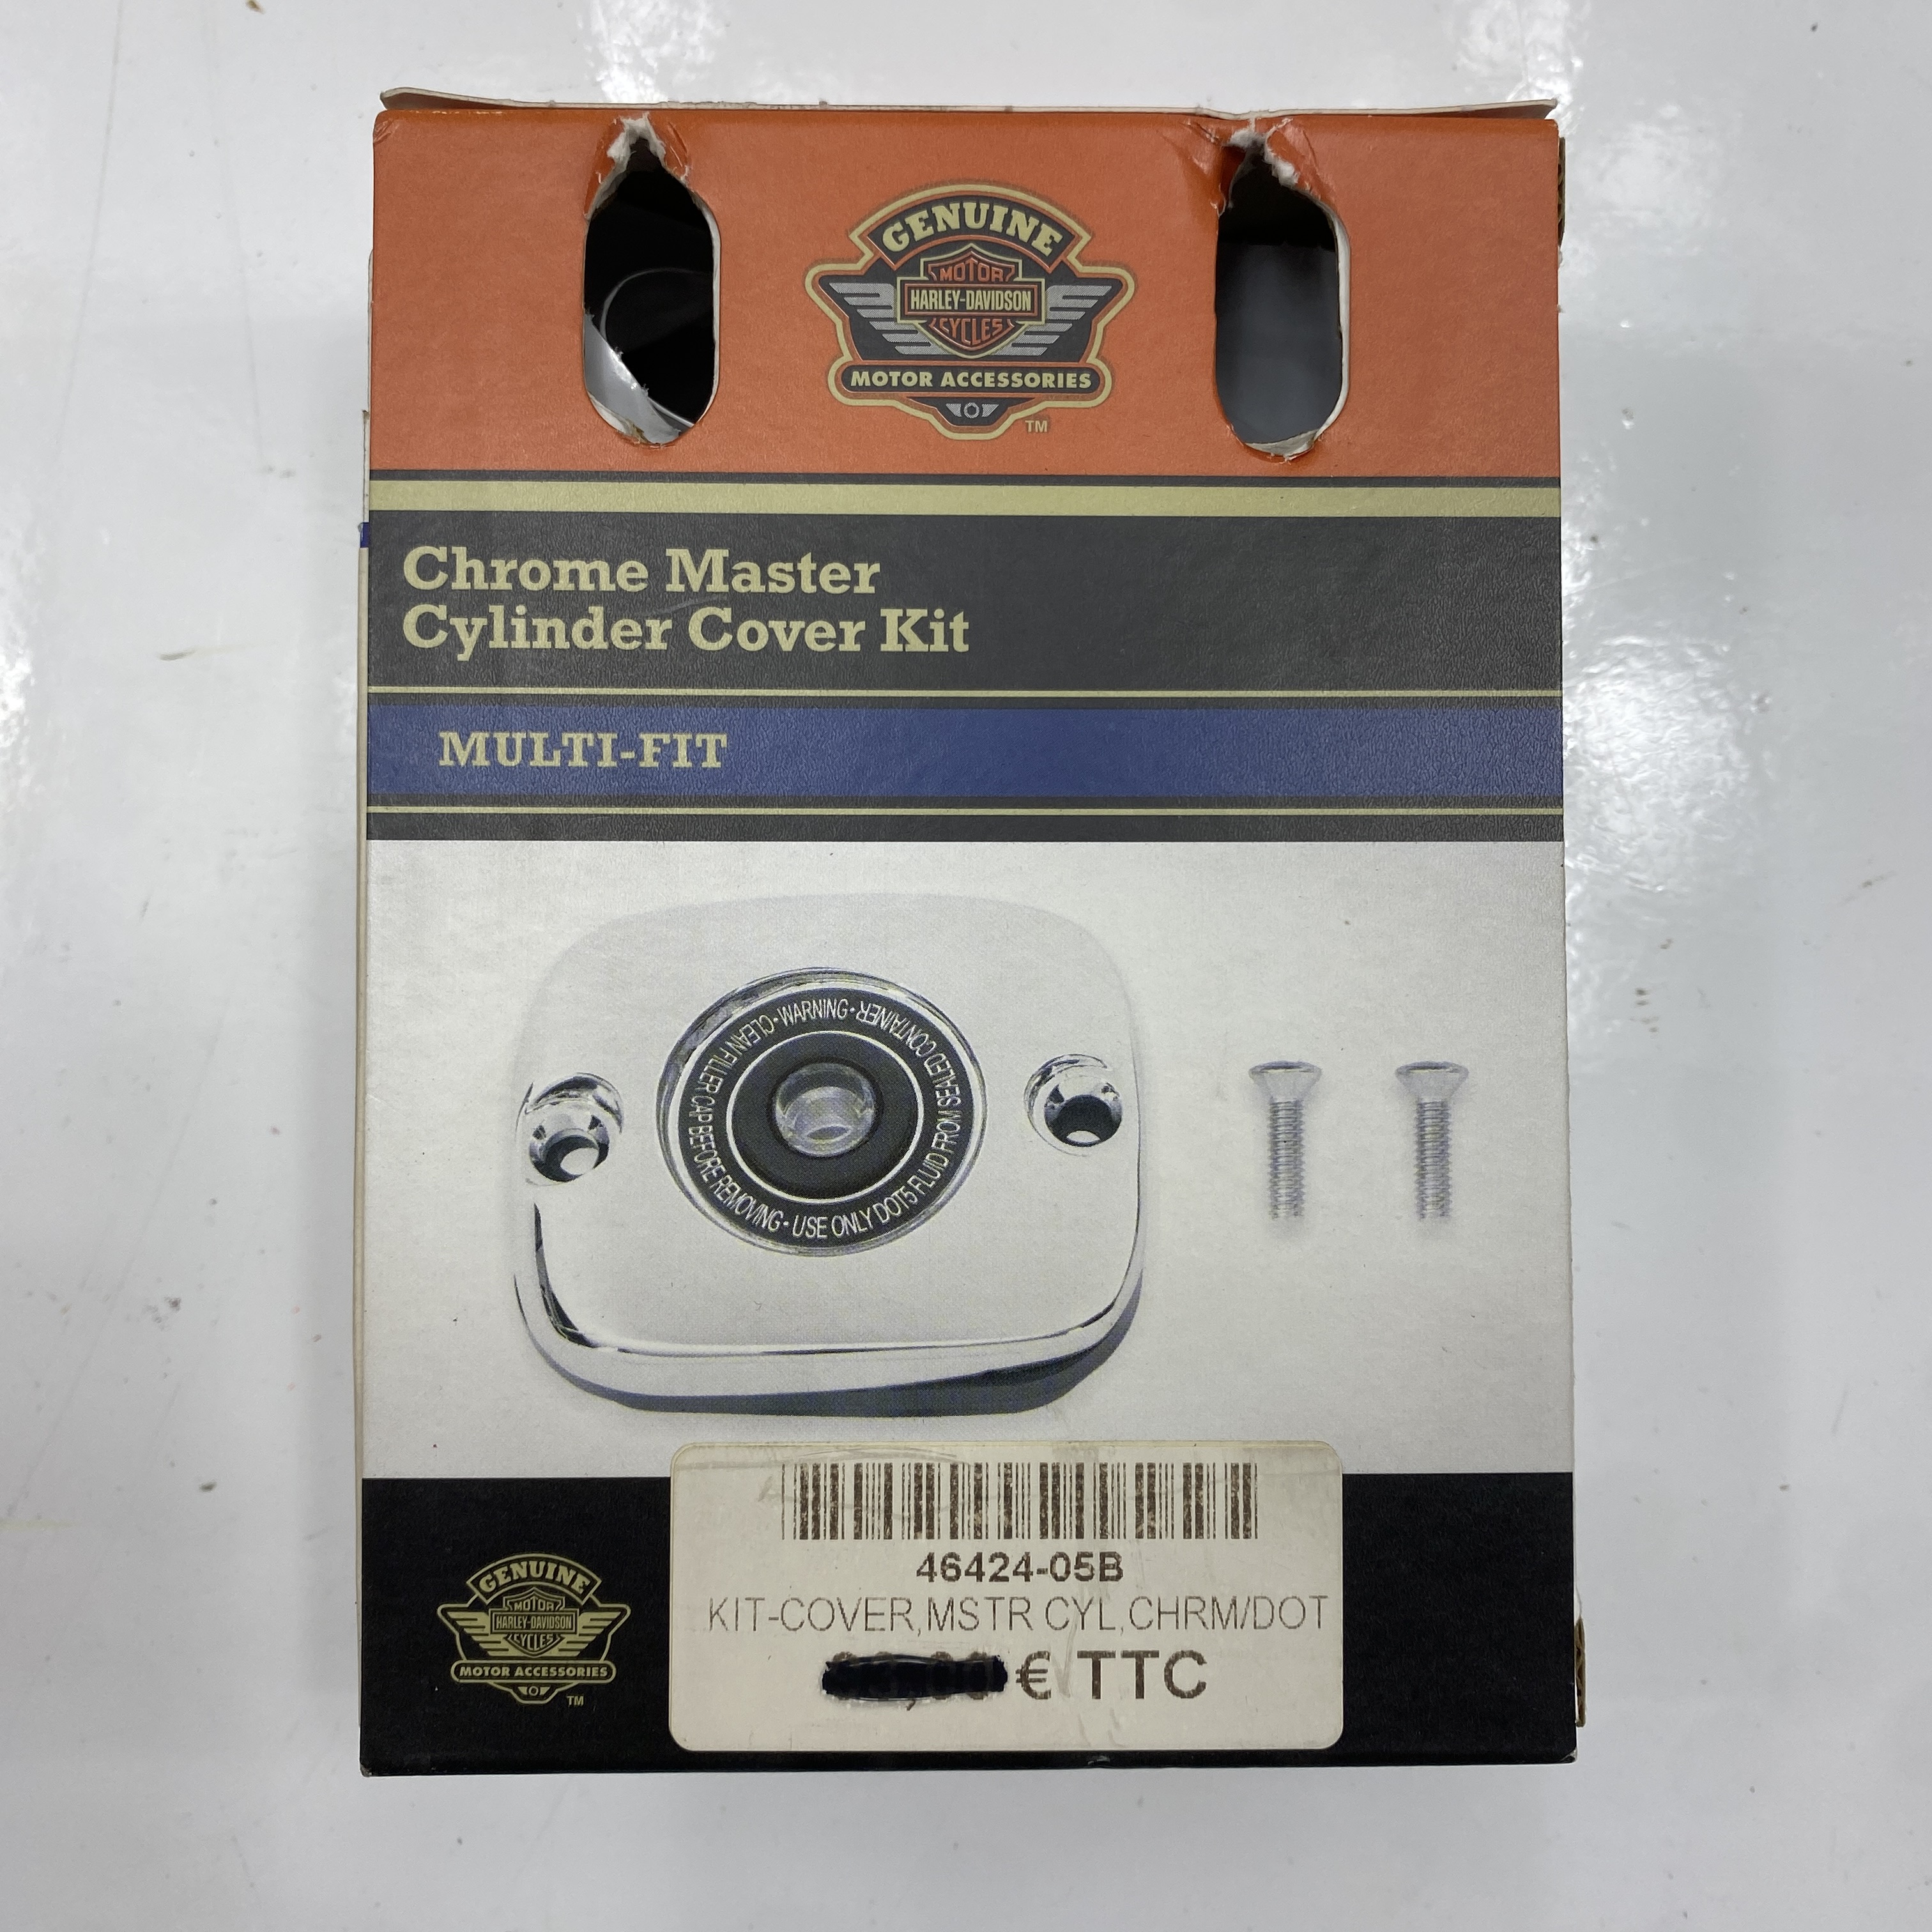 GENUINE
MOTOR
HARLEY-DAVIDSON
CYCLES
MOTOR ACCESSORIES
TM
Chrome Master
Cylinder Cover Kit
MULTI-FIT
WARNING • CLEAN FILLER CAP BEFORE REMOVING • USE ONLY DOT5 FLUID FROM SEALED CONTAINER •
46424-05B
KIT-COVER,MSTR CYL,CHRM/DOT
€ TTC
GENUINE
MOTOR
HARLEY-DAVIDSON
CYCLES
MOTOR ACCESSORIES
TM